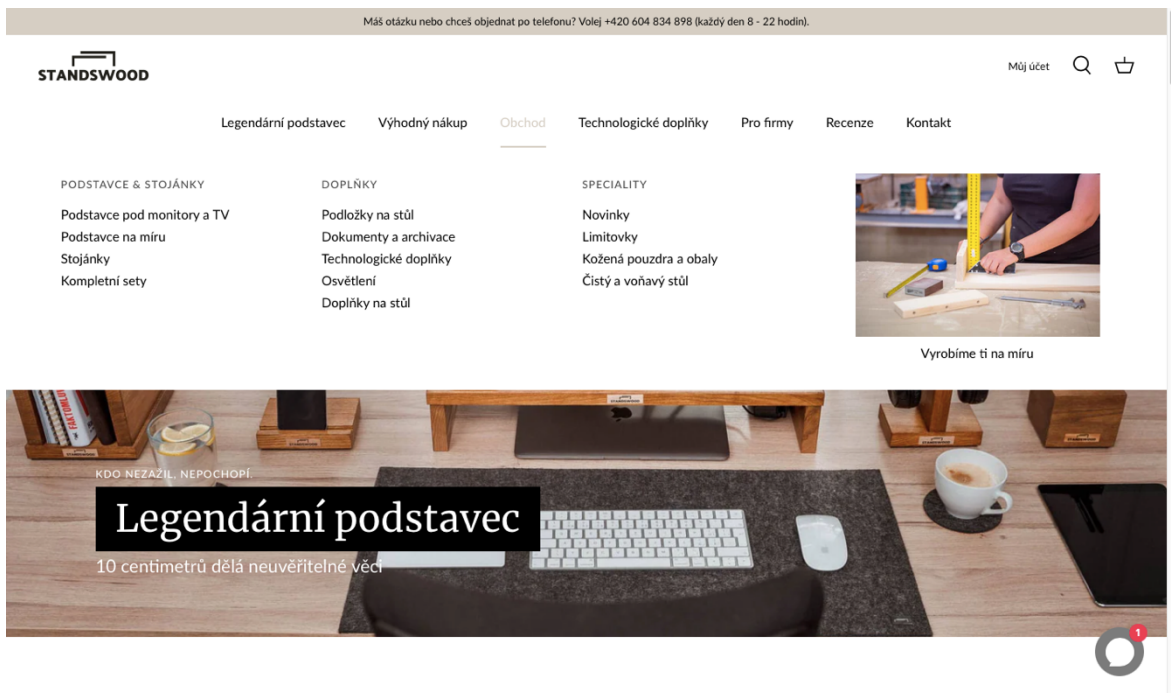 Máš otázku nebo chceš objednat po telefonu? Volej +420 604 834 898 (každý den 8 - 22 hodin).
STANDSWOOD
Můj účet
Legendární podstavec
Výhodný nákup
Obchod
Technologické doplňky
Pro firmy
Recenze
Kontakt
PODSTAVCE & STOJÁNKY
Podstavce pod monitory a TV
Podstavce na míru
Stojánky
Kompletní sety
DOPLŇKY
Podložky na stůl
Dokumenty a archivace
Technologické doplňky
Osvětlení
Doplňky na stůl
SPECIALITY
Novinky
Limitovky
Kožená pouzdra a obaly
Čistý a voňavý stůl
Vyrobíme ti na míru
STANDSWOOD
FAKTOMLUVA
KDO NEZAŽIL, NEPOCHOPÍ.
Legendární podstavec
10 centimetrů dělá neuvěřitelné věci
1